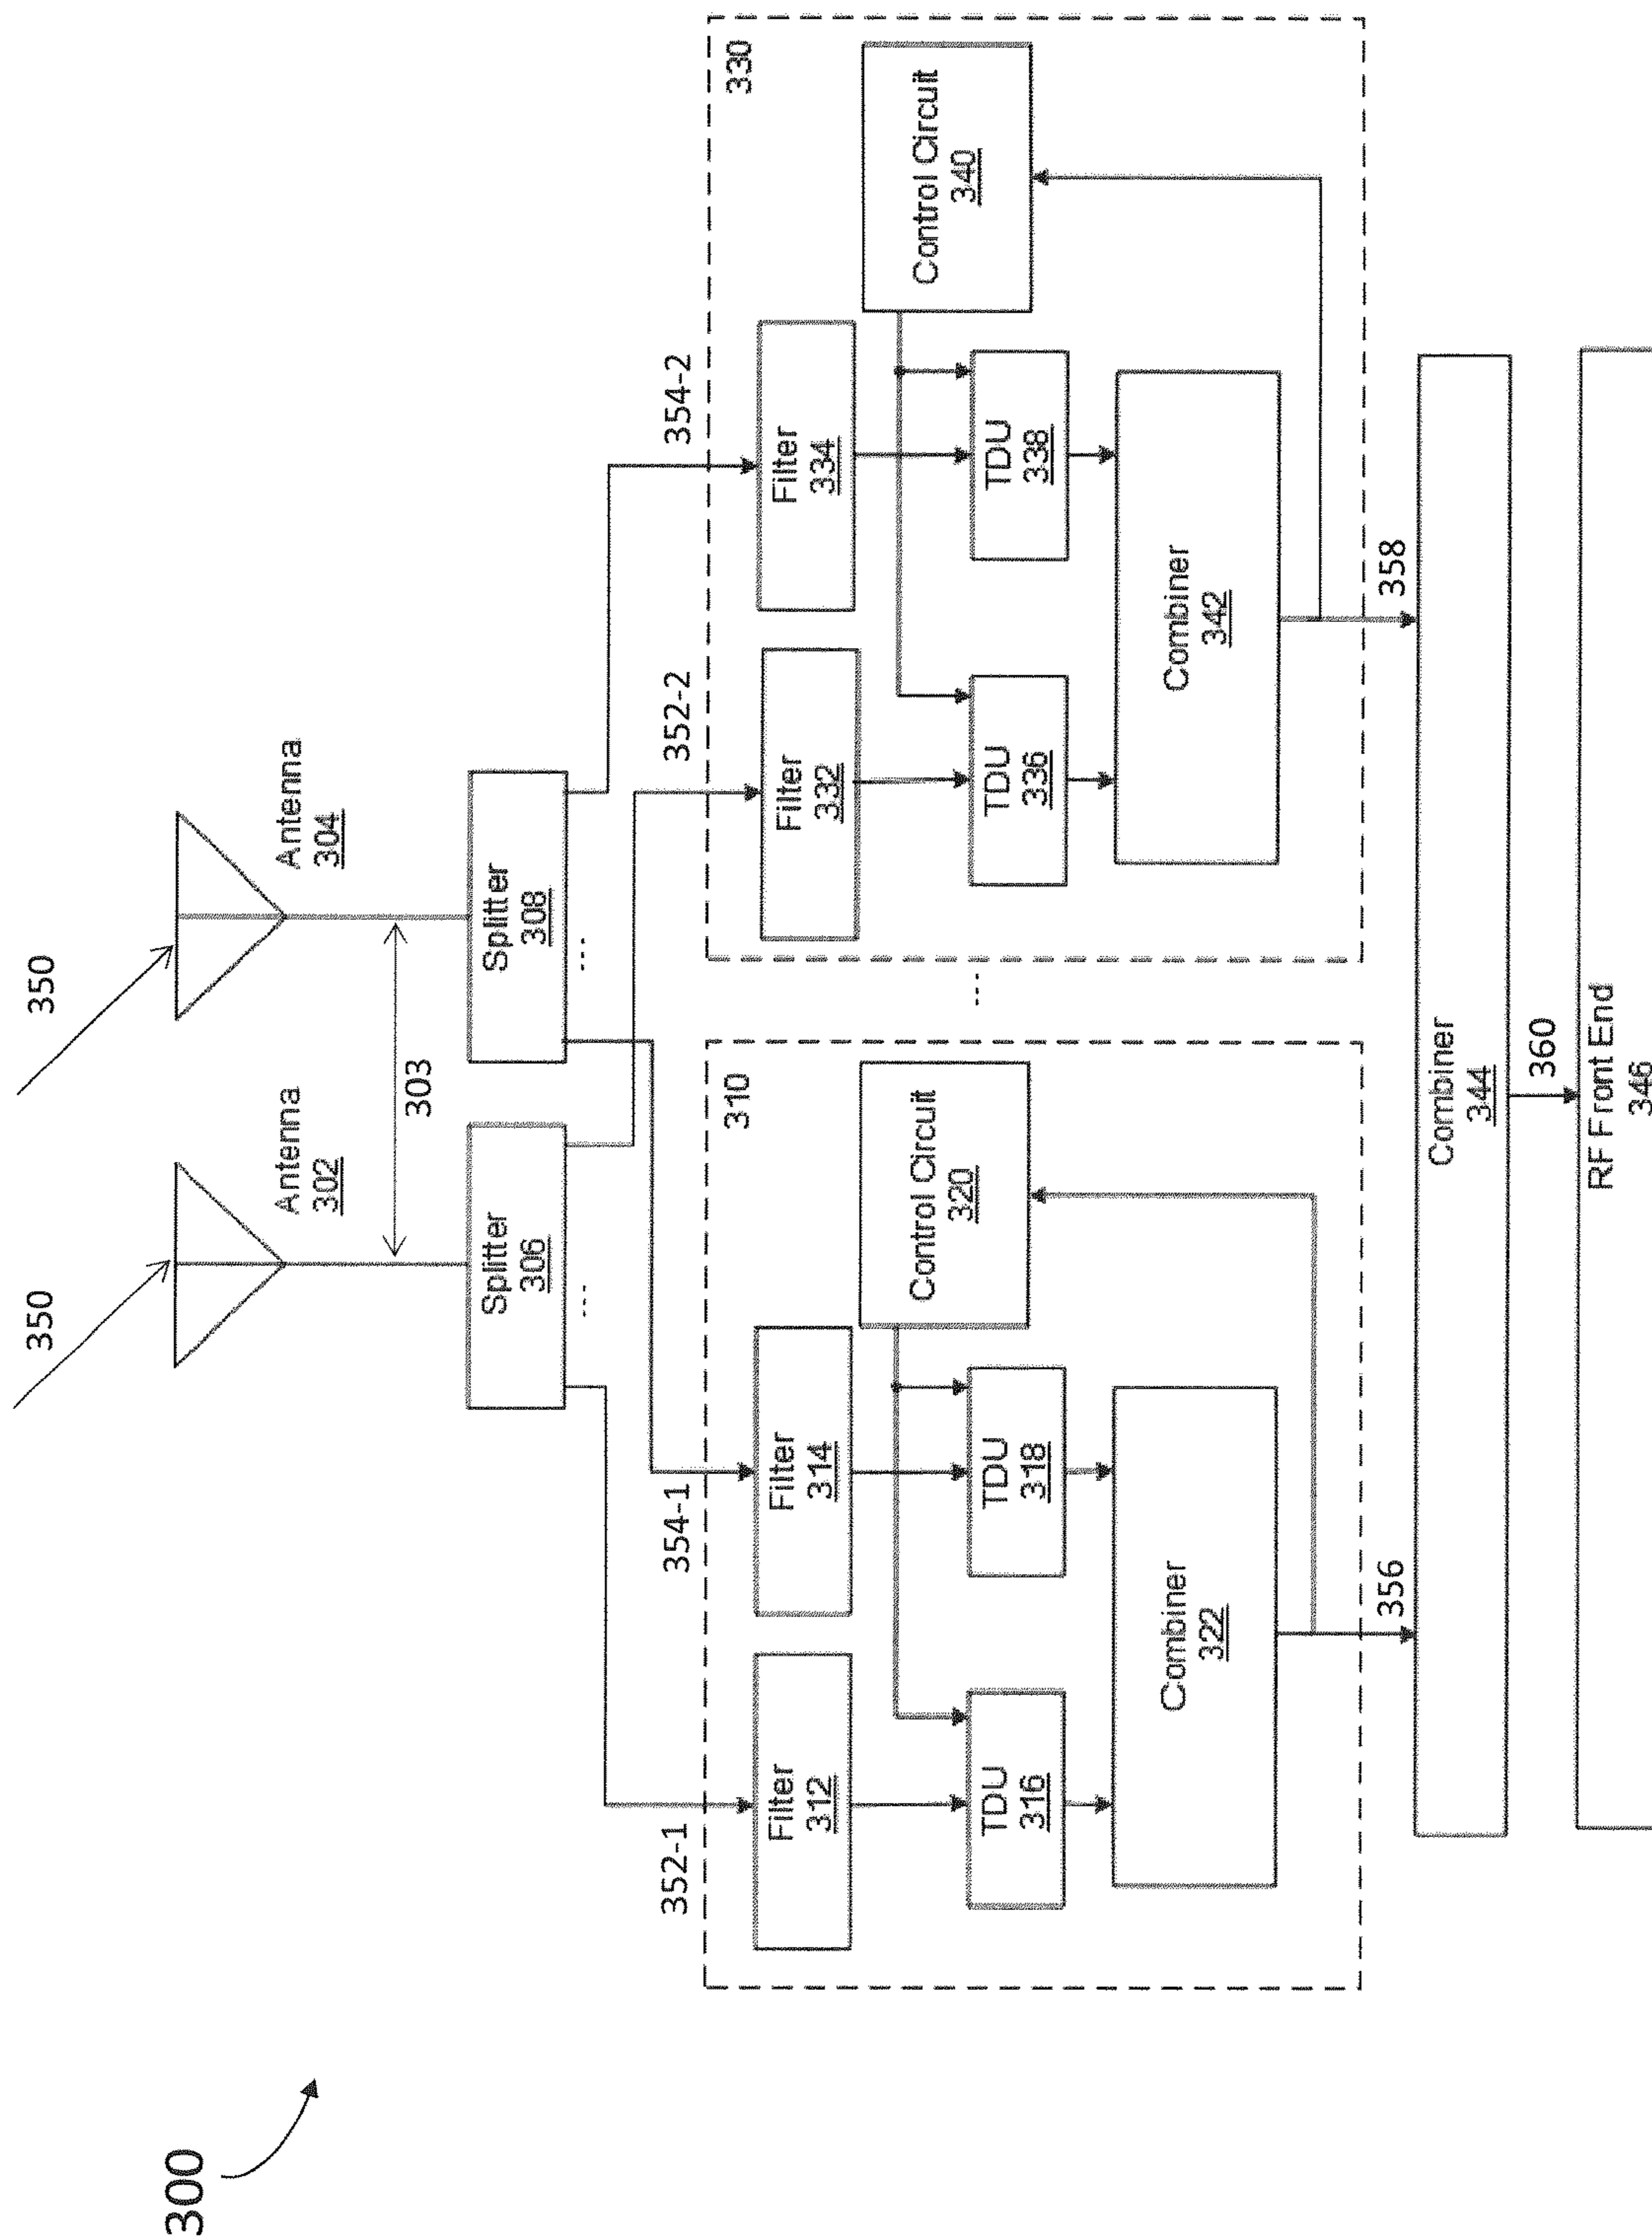 300
350
350
Antenna
302
Antenna
304
303
Splitter
306
Splitter
308
...
...
352-1
354-1
352-2
354-2
310
330
Filter
312
Filter
314
Filter
332
Filter
334
Control Circuit
320
Control Circuit
340
...
TDU
316
TDU
318
TDU
336
TDU
338
Combiner
322
Combiner
342
356
358
Combiner
344
360
RF Front End
346